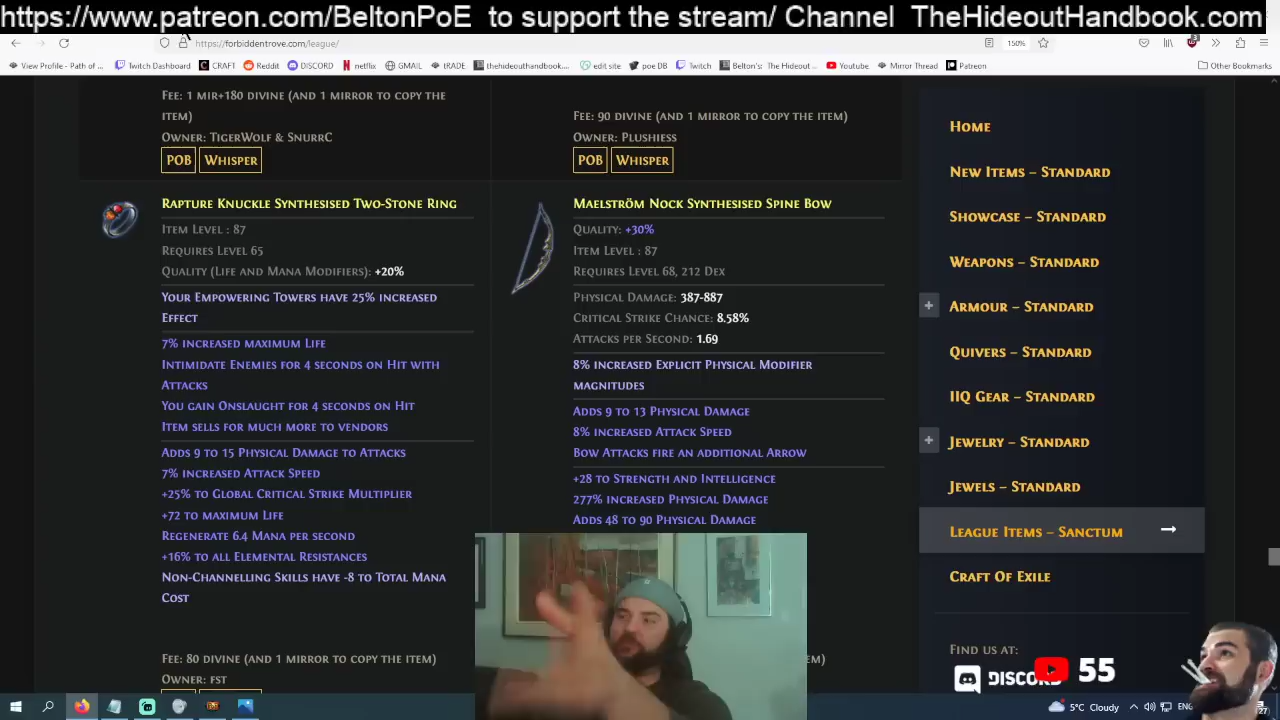 https://www.patreon.com/BeltonPoE to support the stream/ Channel TheHideoutHandbook.com
https://forbiddentrove.com/league/
150%
View Profile - Path of ...
Twitch Dashboard
CRAFT
Reddit
DISCORD
netflix
GMAIL
tRADE
thehideouthandbook....
edit site
poe DB
Twitch
Belton's: The Hideout ...
Youtube
Mirror Thread
Patreon
Other Bookmarks
Fee: 1 mir+180 divine (and 1 mirror to copy the
item)
Owner: TigerWolf & SnurrC
POB Whisper
Rapture Knuckle Synthesised Two-Stone Ring
Item Level : 87
Requires Level 65
Quality (Life and Mana Modifiers): +20%
Your Empowering Towers have 25% increased
Effect
7% increased maximum Life
Intimidate Enemies for 4 seconds on Hit with
Attacks
You gain Onslaught for 4 seconds on Hit
Item sells for much more to vendors
Adds 9 to 15 Physical Damage to Attacks
7% increased Attack Speed
+25% to Global Critical Strike Multiplier
+72 to maximum Life
Regenerate 6.4 Mana per second
+16% to all Elemental Resistances
Non-Channelling Skills have -8 to Total Mana
Cost
Fee: 80 divine (and 1 mirror to copy the item)
Owner: fst
Fee: 90 divine (and 1 mirror to copy the item)
Owner: Plushiess
POB Whisper
Maelström Nock Synthesised Spine Bow
Quality: +30%
Item Level : 87
Requires Level 68, 212 Dex
Physical Damage: 387-887
Critical Strike Chance: 8.58%
Attacks per Second: 1.69
8% increased Explicit Physical Modifier
magnitudes
Adds 9 to 13 Physical Damage
8% increased Attack Speed
Bow Attacks fire an additional Arrow
+28 to Strength and Intelligence
277% increased Physical Damage
Adds 48 to 90 Physical Damage
Home
New Items – Standard
Showcase – Standard
Weapons – Standard
+ Armour – Standard
Quivers – Standard
IIQ Gear – Standard
+ Jewelry – Standard
Jewels – Standard
League Items – Sanctum
Craft Of Exile
Find us at:
55
5°C Cloudy
ENG